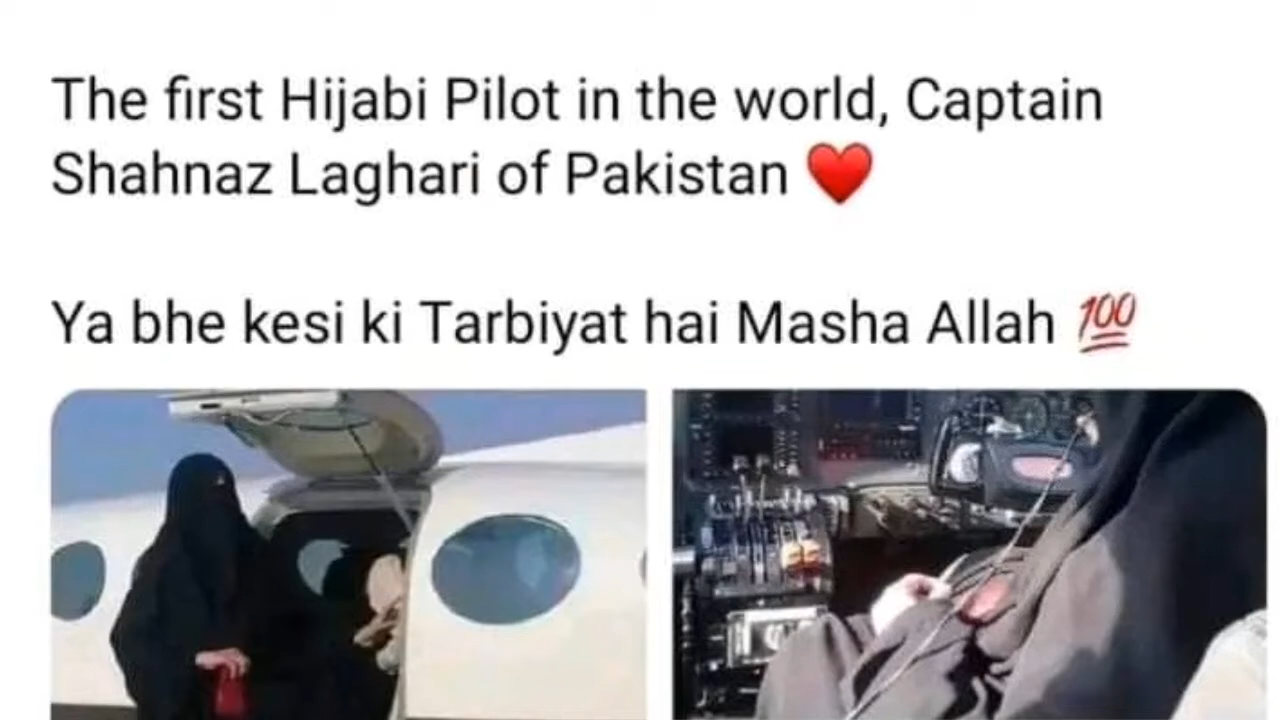 The first Hijabi Pilot in the world, Captain
Shahnaz Laghari of Pakistan ❤️
Ya bhe kesi ki Tarbiyat hai Masha Allah 💯